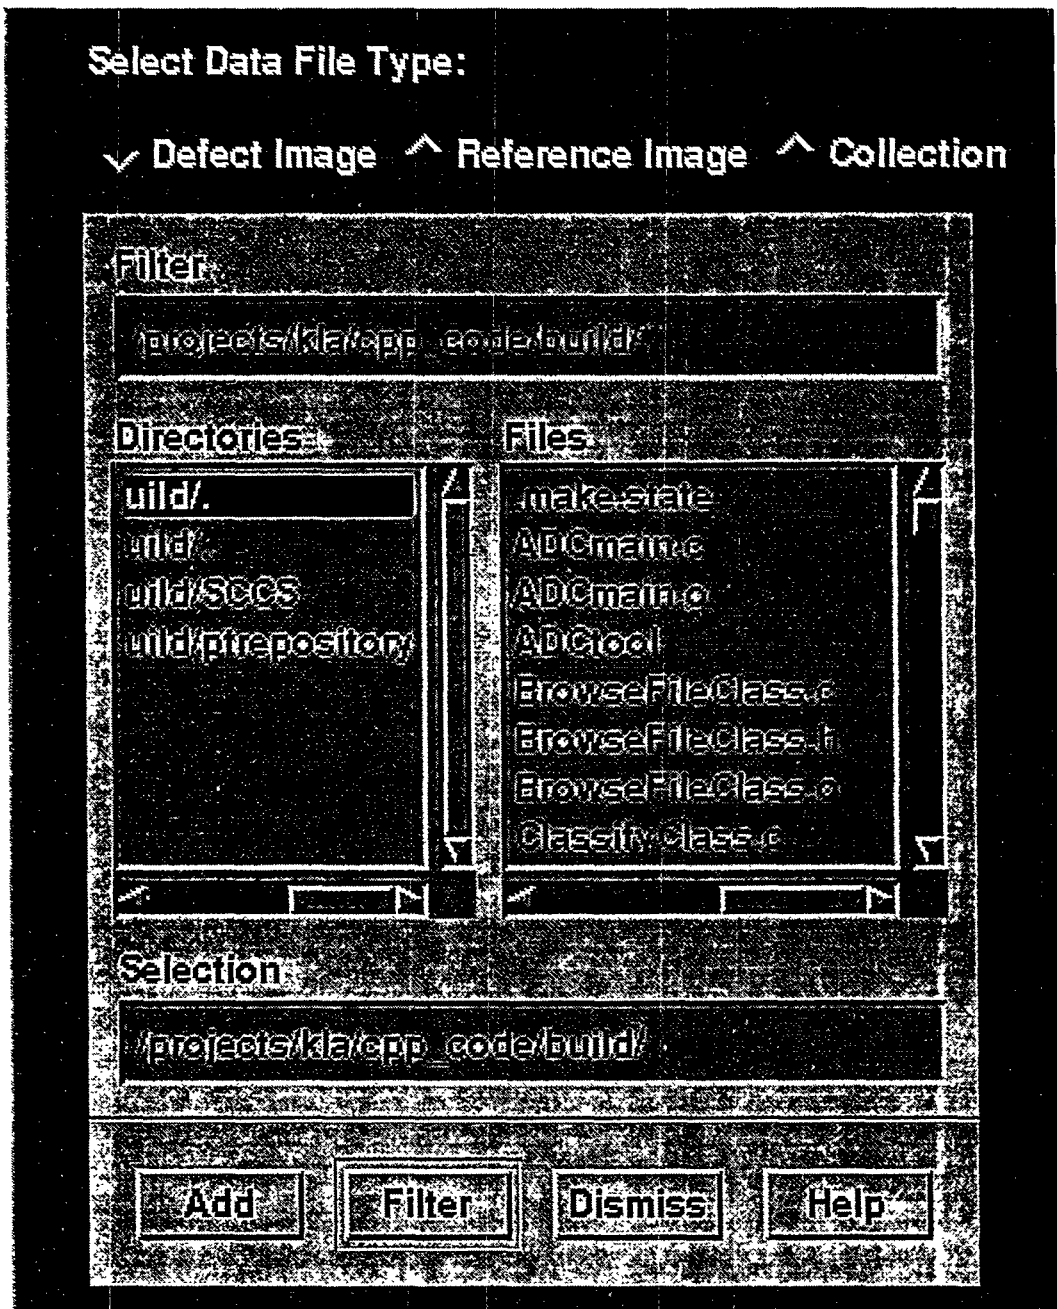 Select Data File Type:
Defect Image Reference Image Collection
Filter
/projects/kla/cpp_code/build/*
Directories
Files
uild/.
uild/..
uild/SCCS
uild/ptrepository
.make.state
ADCmain.c
ADCmain.o
ADCtool
BrowseFileClass.c
BrowseFileClass.h
BrowseFileClass.o
ClassifyClass.c
Selection
/projects/kla/cpp_code/build/
Add Filter Dismiss Help